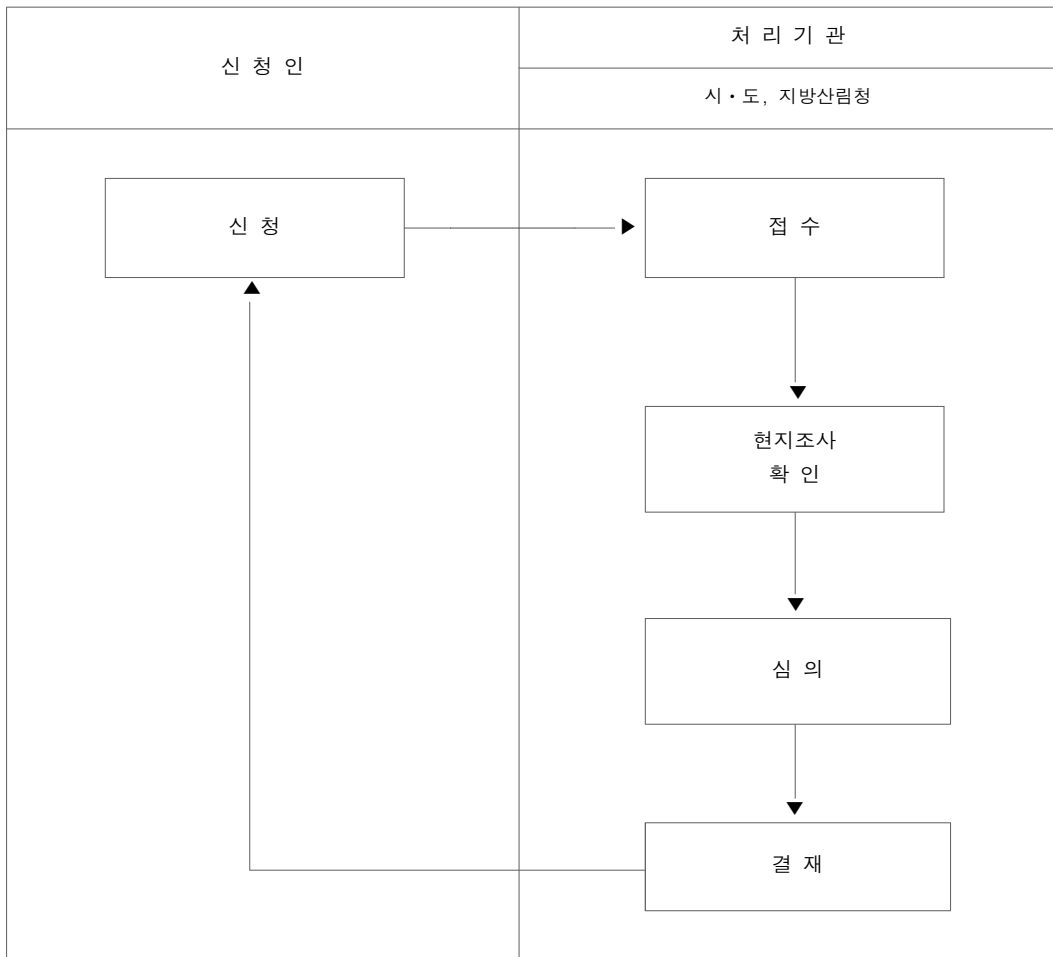 신 청 인
처 리 기 관
시·도, 지방산림청
신 청
접 수
현지조사
확 인
심 의
결 재